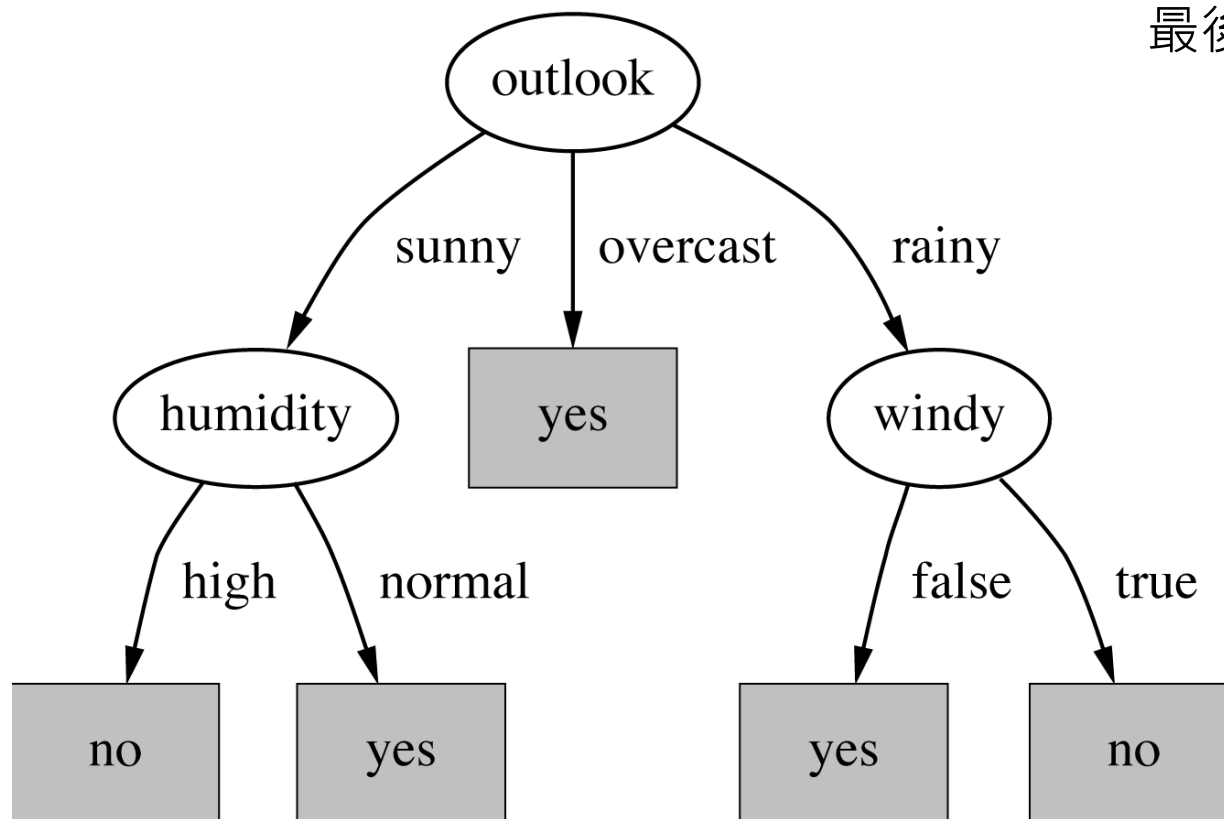 最後
outlook
sunny overcast rainy
humidity yes windy
high normal false true
no yes yes no